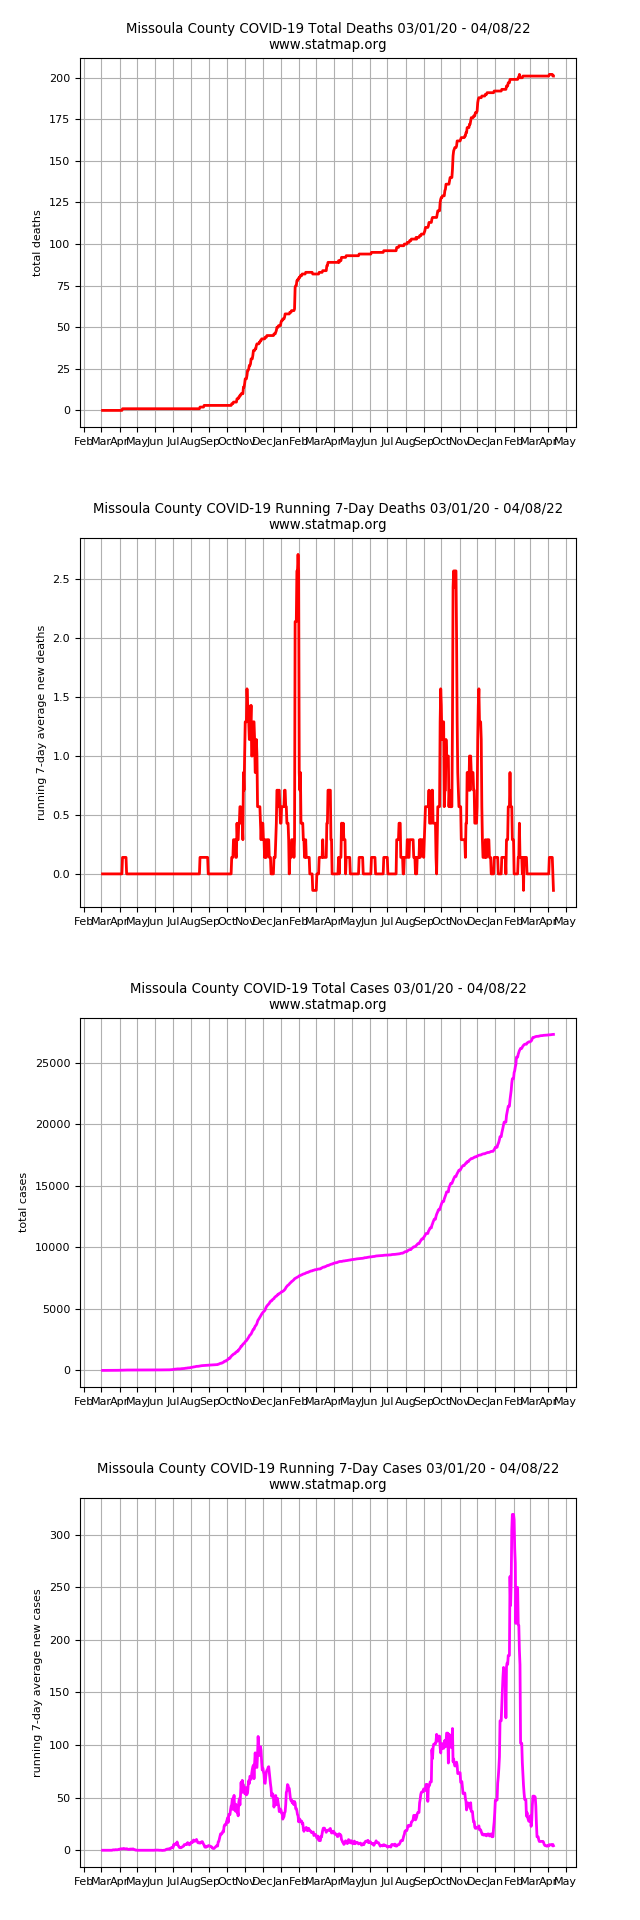 Missoula County COVID-19 Total Deaths 03/01/20 - 04/08/22
www.statmap.org
200
175
150
125
100
75
50
25
0
total deaths
Feb Mar Apr May Jun Jul Aug Sep Oct Nov Dec Jan Feb Mar Apr May Jun Jul Aug Sep Oct Nov Dec Jan Feb Mar Apr May
Missoula County COVID-19 Running 7-Day Deaths 03/01/20 - 04/08/22
www.statmap.org
2.5
2.0
1.5
1.0
0.5
0.0
running 7-day average new deaths
Feb Mar Apr May Jun Jul Aug Sep Oct Nov Dec Jan Feb Mar Apr May Jun Jul Aug Sep Oct Nov Dec Jan Feb Mar Apr May
Missoula County COVID-19 Total Cases 03/01/20 - 04/08/22
www.statmap.org
25000
20000
15000
10000
5000
0
total cases
Feb Mar Apr May Jun Jul Aug Sep Oct Nov Dec Jan Feb Mar Apr May Jun Jul Aug Sep Oct Nov Dec Jan Feb Mar Apr May
Missoula County COVID-19 Running 7-Day Cases 03/01/20 - 04/08/22
www.statmap.org
300
250
200
150
100
50
0
running 7-day average new cases
Feb Mar Apr May Jun Jul Aug Sep Oct Nov Dec Jan Feb Mar Apr May Jun Jul Aug Sep Oct Nov Dec Jan Feb Mar Apr May